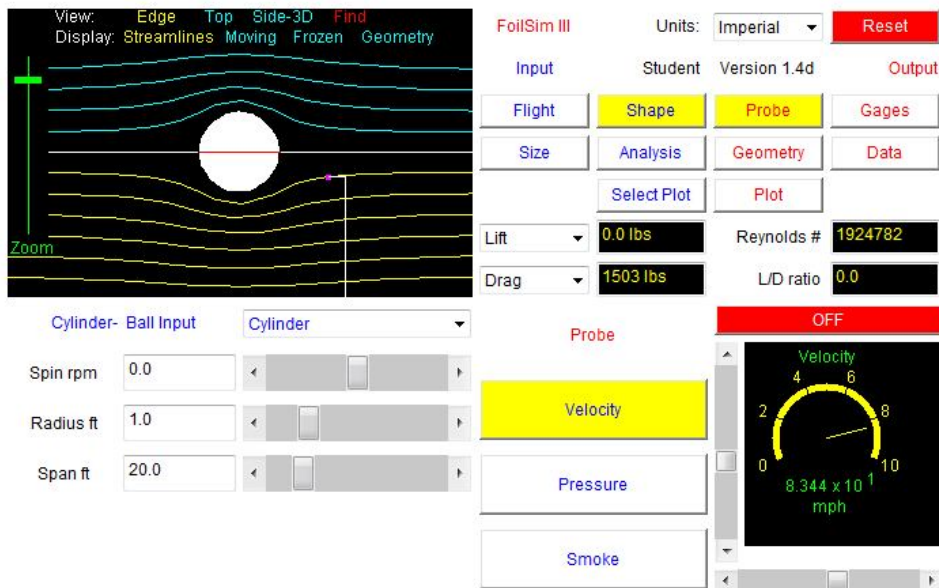 View: Edge Top Side-3D Find
Display: Streamlines Moving Frozen Geometry
Zoom
FoilSim III Units: Imperial Reset
Input Student Version 1.4d Output
Flight Shape Probe Gages
Size Analysis Geometry Data
Select Plot Plot
Lift 0.0 lbs Reynolds # 1924782
Drag 1503 lbs L/D ratio 0.0
Cylinder- Ball Input Cylinder
Spin rpm 0.0
Radius ft 1.0
Span ft 20.0
Probe
Velocity
Pressure
Smoke
OFF
Velocity
4 6
2 8
0 10
8.344 x 10 1
mph